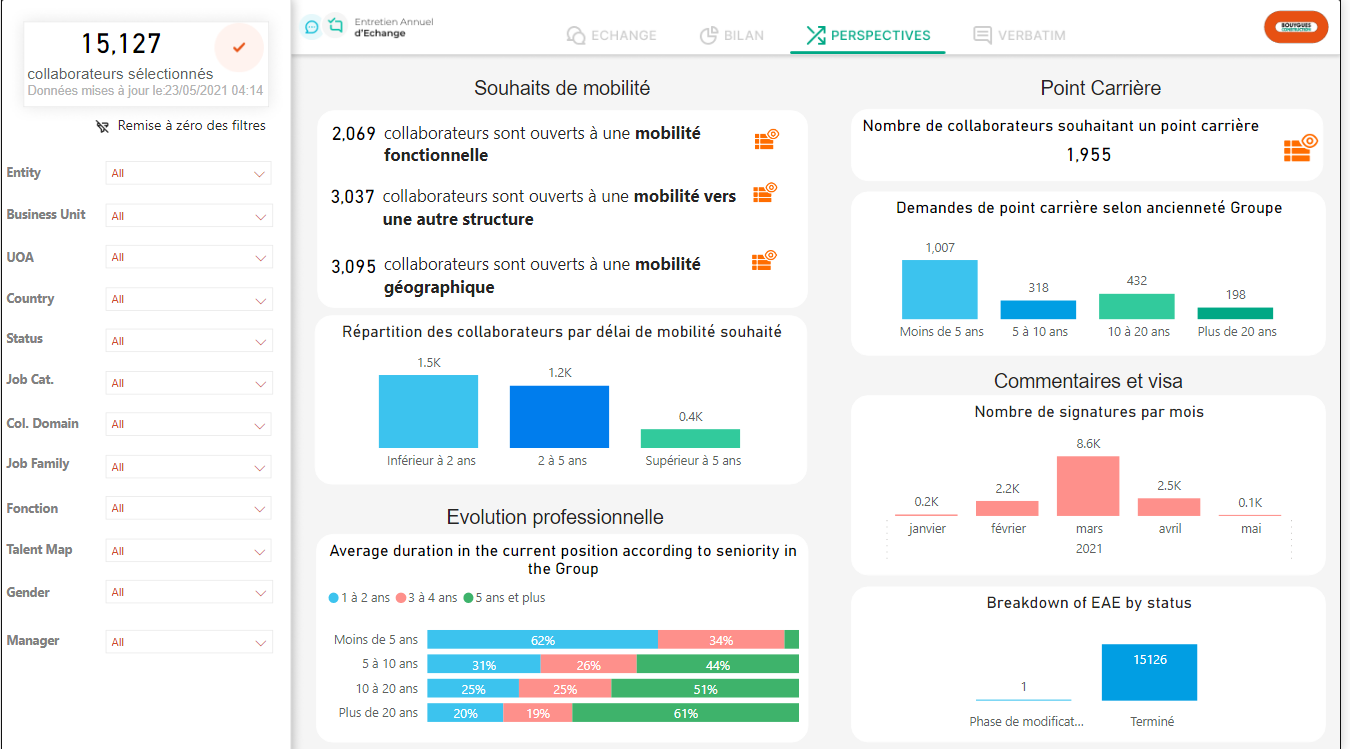 15,127
collaborateurs sélectionnés
Données mises à jour le:23/05/2021 04:14
Remise à zéro des filtres
Entity All
Business Unit All
UOA All
Country All
Status All
Job Cat. All
Col. Domain All
Job Family All
Fonction All
Talent Map All
Gender All
Manager All
Entretien Annuel
d'Echange
ECHANGE
BILAN
PERSPECTIVES
VERBATIM
BOUYGUES
CONSTRUCTION
Souhaits de mobilité
2,069 collaborateurs sont ouverts à une mobilité
fonctionnelle
3,037 collaborateurs sont ouverts à une mobilité vers
une autre structure
3,095 collaborateurs sont ouverts à une mobilité
géographique
Répartition des collaborateurs par délai de mobilité souhaité
1.5K
1.2K
0.4K
Inférieur à 2 ans 2 à 5 ans Supérieur à 5 ans
Evolution professionnelle
Average duration in the current position according to seniority in
the Group
1 à 2 ans 3 à 4 ans 5 ans et plus
Moins de 5 ans 62% 34%
5 à 10 ans 31% 26% 44%
10 à 20 ans 25% 25% 51%
Plus de 20 ans 20% 19% 61%
Point Carrière
Nombre de collaborateurs souhaitant un point carrière
1,955
Demandes de point carrière selon ancienneté Groupe
1,007
318
432
198
Moins de 5 ans 5 à 10 ans 10 à 20 ans Plus de 20 ans
Commentaires et visa
Nombre de signatures par mois
0.2K
2.2K
8.6K
2.5K
0.1K
janvier février mars avril mai
2021
Breakdown of EAE by status
1
15126
Phase de modificat... Terminé